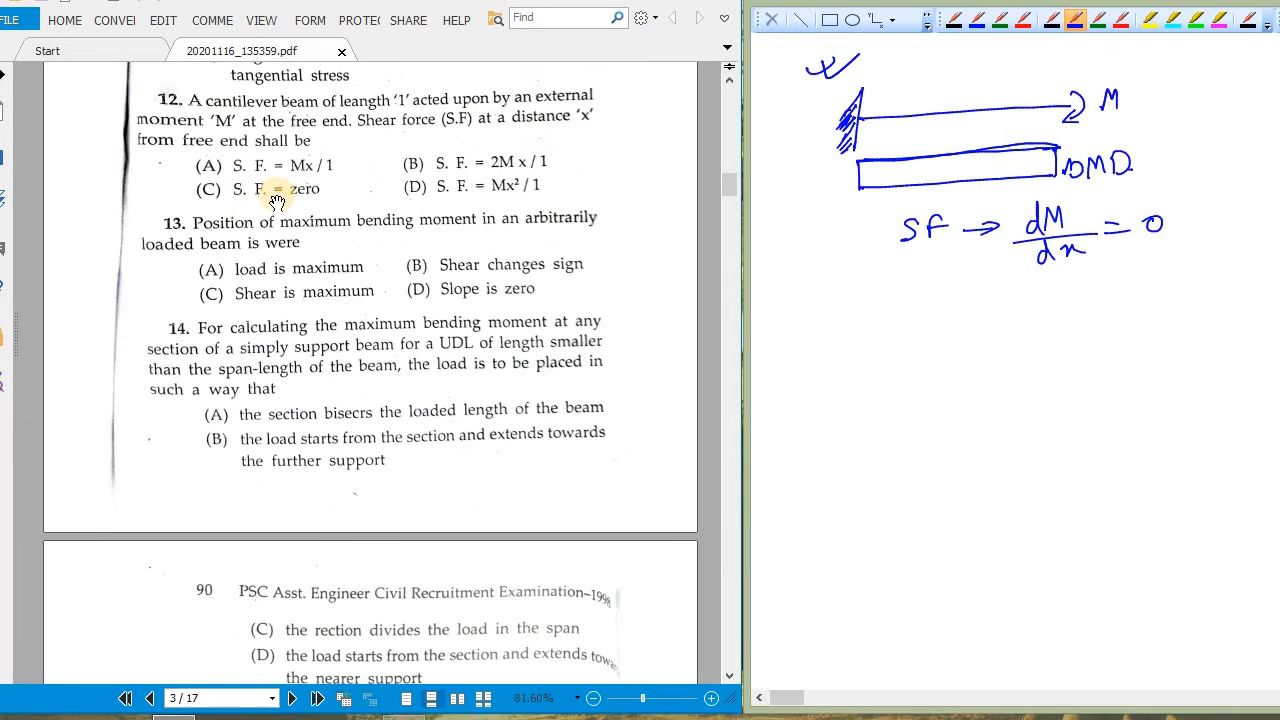 FILE HOME CONVEI EDIT COMME VIEW FORM PROTEC SHARE HELP Find
Start 20201116_135359.pdf
tangential stress
12. A cantilever beam of leangth '1' acted upon by an external
moment 'M' at the free end. Shear force (S.F) at a distance 'x'
from free end shall be
(A) S. F. = Mx / 1 (B) S. F. = 2M x / 1
(C) S. F. = zero (D) S. F. = Mx² / 1
13. Position of maximum bending moment in an arbitrarily
loaded beam is were
(A) load is maximum (B) Shear changes sign
(C) Shear is maximum (D) Slope is zero
14. For calculating the maximum bending moment at any
section of a simply support beam for a UDL of length smaller
than the span-length of the beam, the load is to be placed in
such a way that
(A) the section bisecrs the loaded length of the beam
(B) the load starts from the section and extends towards
the further support
90 PSC Asst. Engineer Civil Recruitment Examination–1998
(C) the rection divides the load in the span
(D) the load starts from the section and extends towa
the nearer support
3 / 17 81.60%
M
BMD
SF → dM/dx = 0